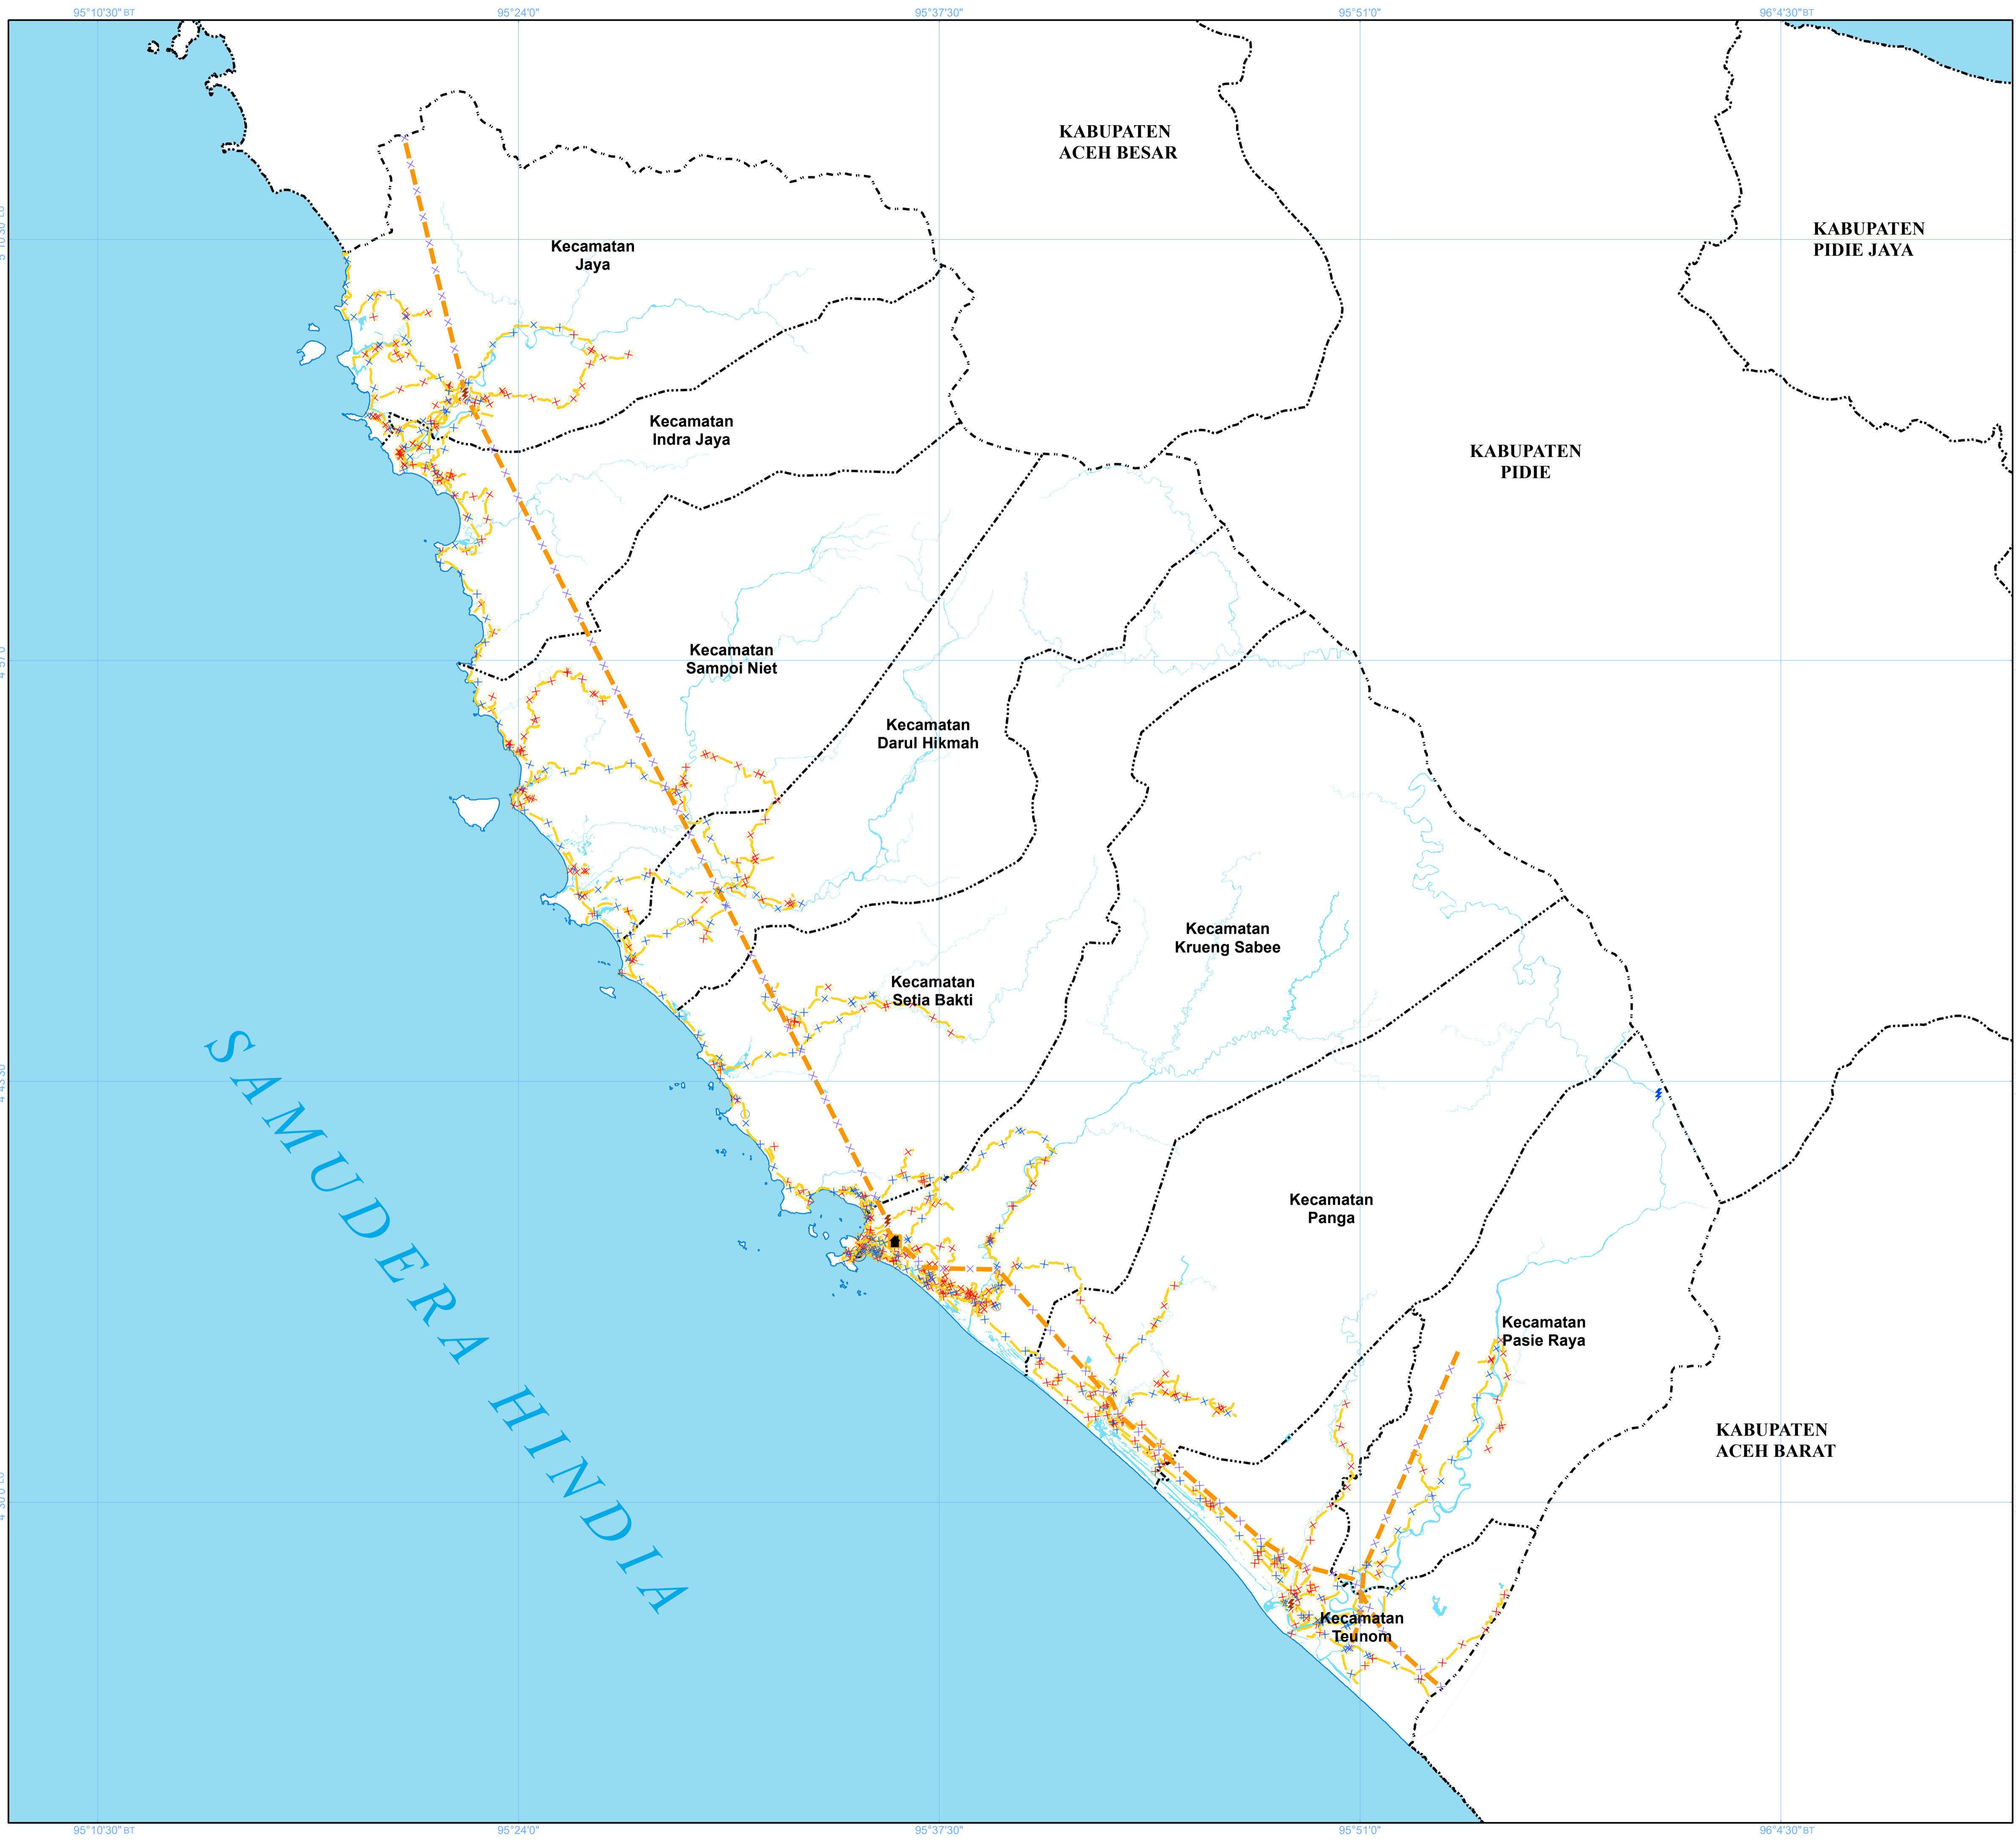 95°10'30" BT
95°24'0"
95°37'30"
95°51'0"
96°4'30" BT
KABUPATEN
ACEH BESAR
KABUPATEN
PIDIE JAYA
Kecamatan
Jaya
Kecamatan
Indra Jaya
KABUPATEN
PIDIE
Kecamatan
Sampoi Niet
Kecamatan
Darul Hikmah
Kecamatan
Krueng Sabee
Kecamatan
Setia Bakti
SAMUDERA HINDIA
Kecamatan
Panga
Kecamatan
Pasie Raya
KABUPATEN
ACEH BARAT
Kecamatan
Teunom
95°10'30" BT
95°24'0"
95°37'30"
95°51'0"
96°4'30" BT